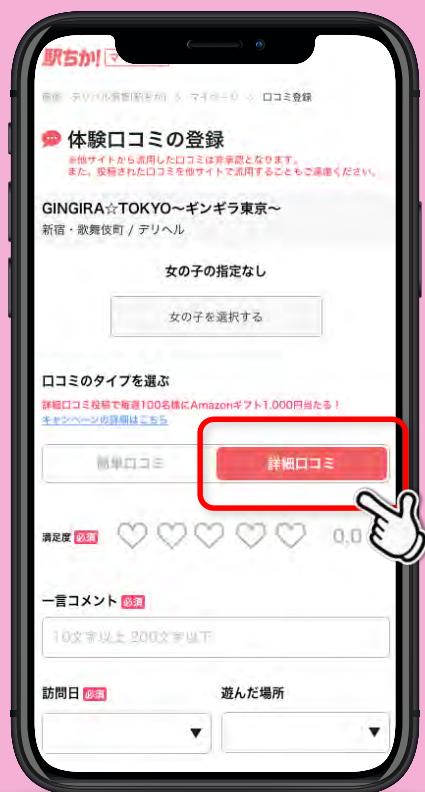 駅ちか!
口コミ登録
体験口コミの登録
※他サイトから流用した口コミは非承認となります。
また、投稿された口コミを他サイトで流用することもご遠慮ください。
GINGIRA☆TOKYO〜ギンギラ東京〜
新宿・歌舞伎町 / デリヘル
女の子の指定なし
女の子を選択する
口コミのタイプを選ぶ
詳細口コミ投稿で毎週100名様にAmazonギフト1,000円当たる!
キャンペーンの詳細はこちら
簡単口コミ 詳細口コミ
満足度 必須 0.0
一言コメント 必須
10文字以上 200文字以下
訪問日 必須 遊んだ場所